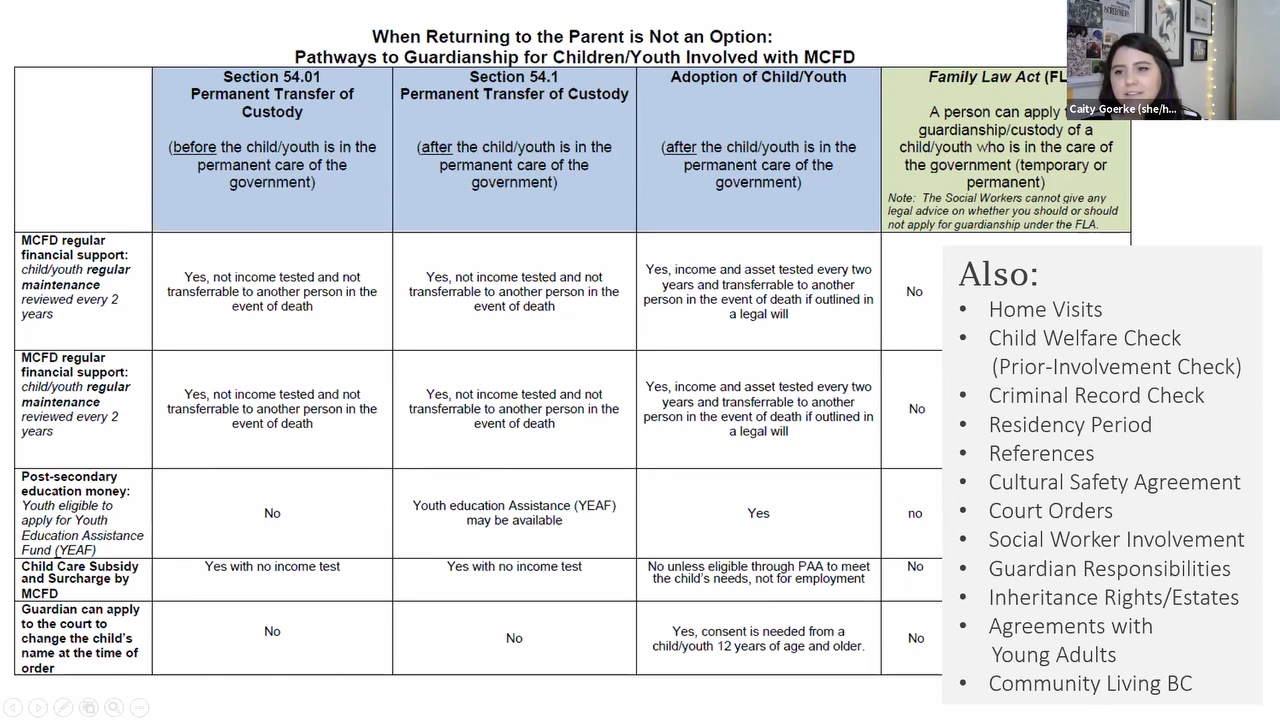 When Returning to the Parent is Not an Option:
Pathways to Guardianship for Children/Youth Involved with MCFD
Section 54.01
Permanent Transfer of
Custody
(before the child/youth is in the
permanent care of the
government)
Section 54.1
Permanent Transfer of Custody
(after the child/youth is in the
permanent care of the
government)
Adoption of Child/Youth
(after the child/youth is in the
permanent care of the
government)
Family Law Act (FL
A person can apply
guardianship/custody of a
child/youth who is in the care of
the government (temporary or
permanent)
Note: The Social Workers cannot give any
legal advice on whether you should or should
not apply for guardianship under the FLA.
Caity Goerke (she/h...
MCFD regular
financial support:
child/youth regular
maintenance
reviewed every 2
years
Yes, not income tested and not
transferrable to another person in the
event of death
Yes, not income tested and not
transferrable to another person in the
event of death
Yes, income and asset tested every two
years and transferrable to another
person in the event of death if outlined in
a legal will
No
MCFD regular
financial support:
child/youth regular
maintenance
reviewed every 2
years
Yes, not income tested and not
transferrable to another person in the
event of death
Yes, not income tested and not
transferrable to another person in the
event of death
Yes, income and asset tested every two
years and transferrable to another
person in the event of death if outlined in
a legal will
No
Post-secondary
education money:
Youth eligible to
apply for Youth
Education Assistance
Fund (YEAF)
No
Youth education Assistance (YEAF)
may be available
Yes
no
Child Care Subsidy
and Surcharge by
MCFD
Yes with no income test
Yes with no income test
No unless eligible through PAA to meet
the child's needs, not for employment
No
Guardian can apply
to the court to
change the child's
name at the time of
order
No
No
Yes, consent is needed from a
child/youth 12 years of age and older.
No
Also:
• Home Visits
• Child Welfare Check
(Prior-Involvement Check)
• Criminal Record Check
• Residency Period
• References
• Cultural Safety Agreement
• Court Orders
• Social Worker Involvement
• Guardian Responsibilities
• Inheritance Rights/Estates
• Agreements with
Young Adults
• Community Living BC